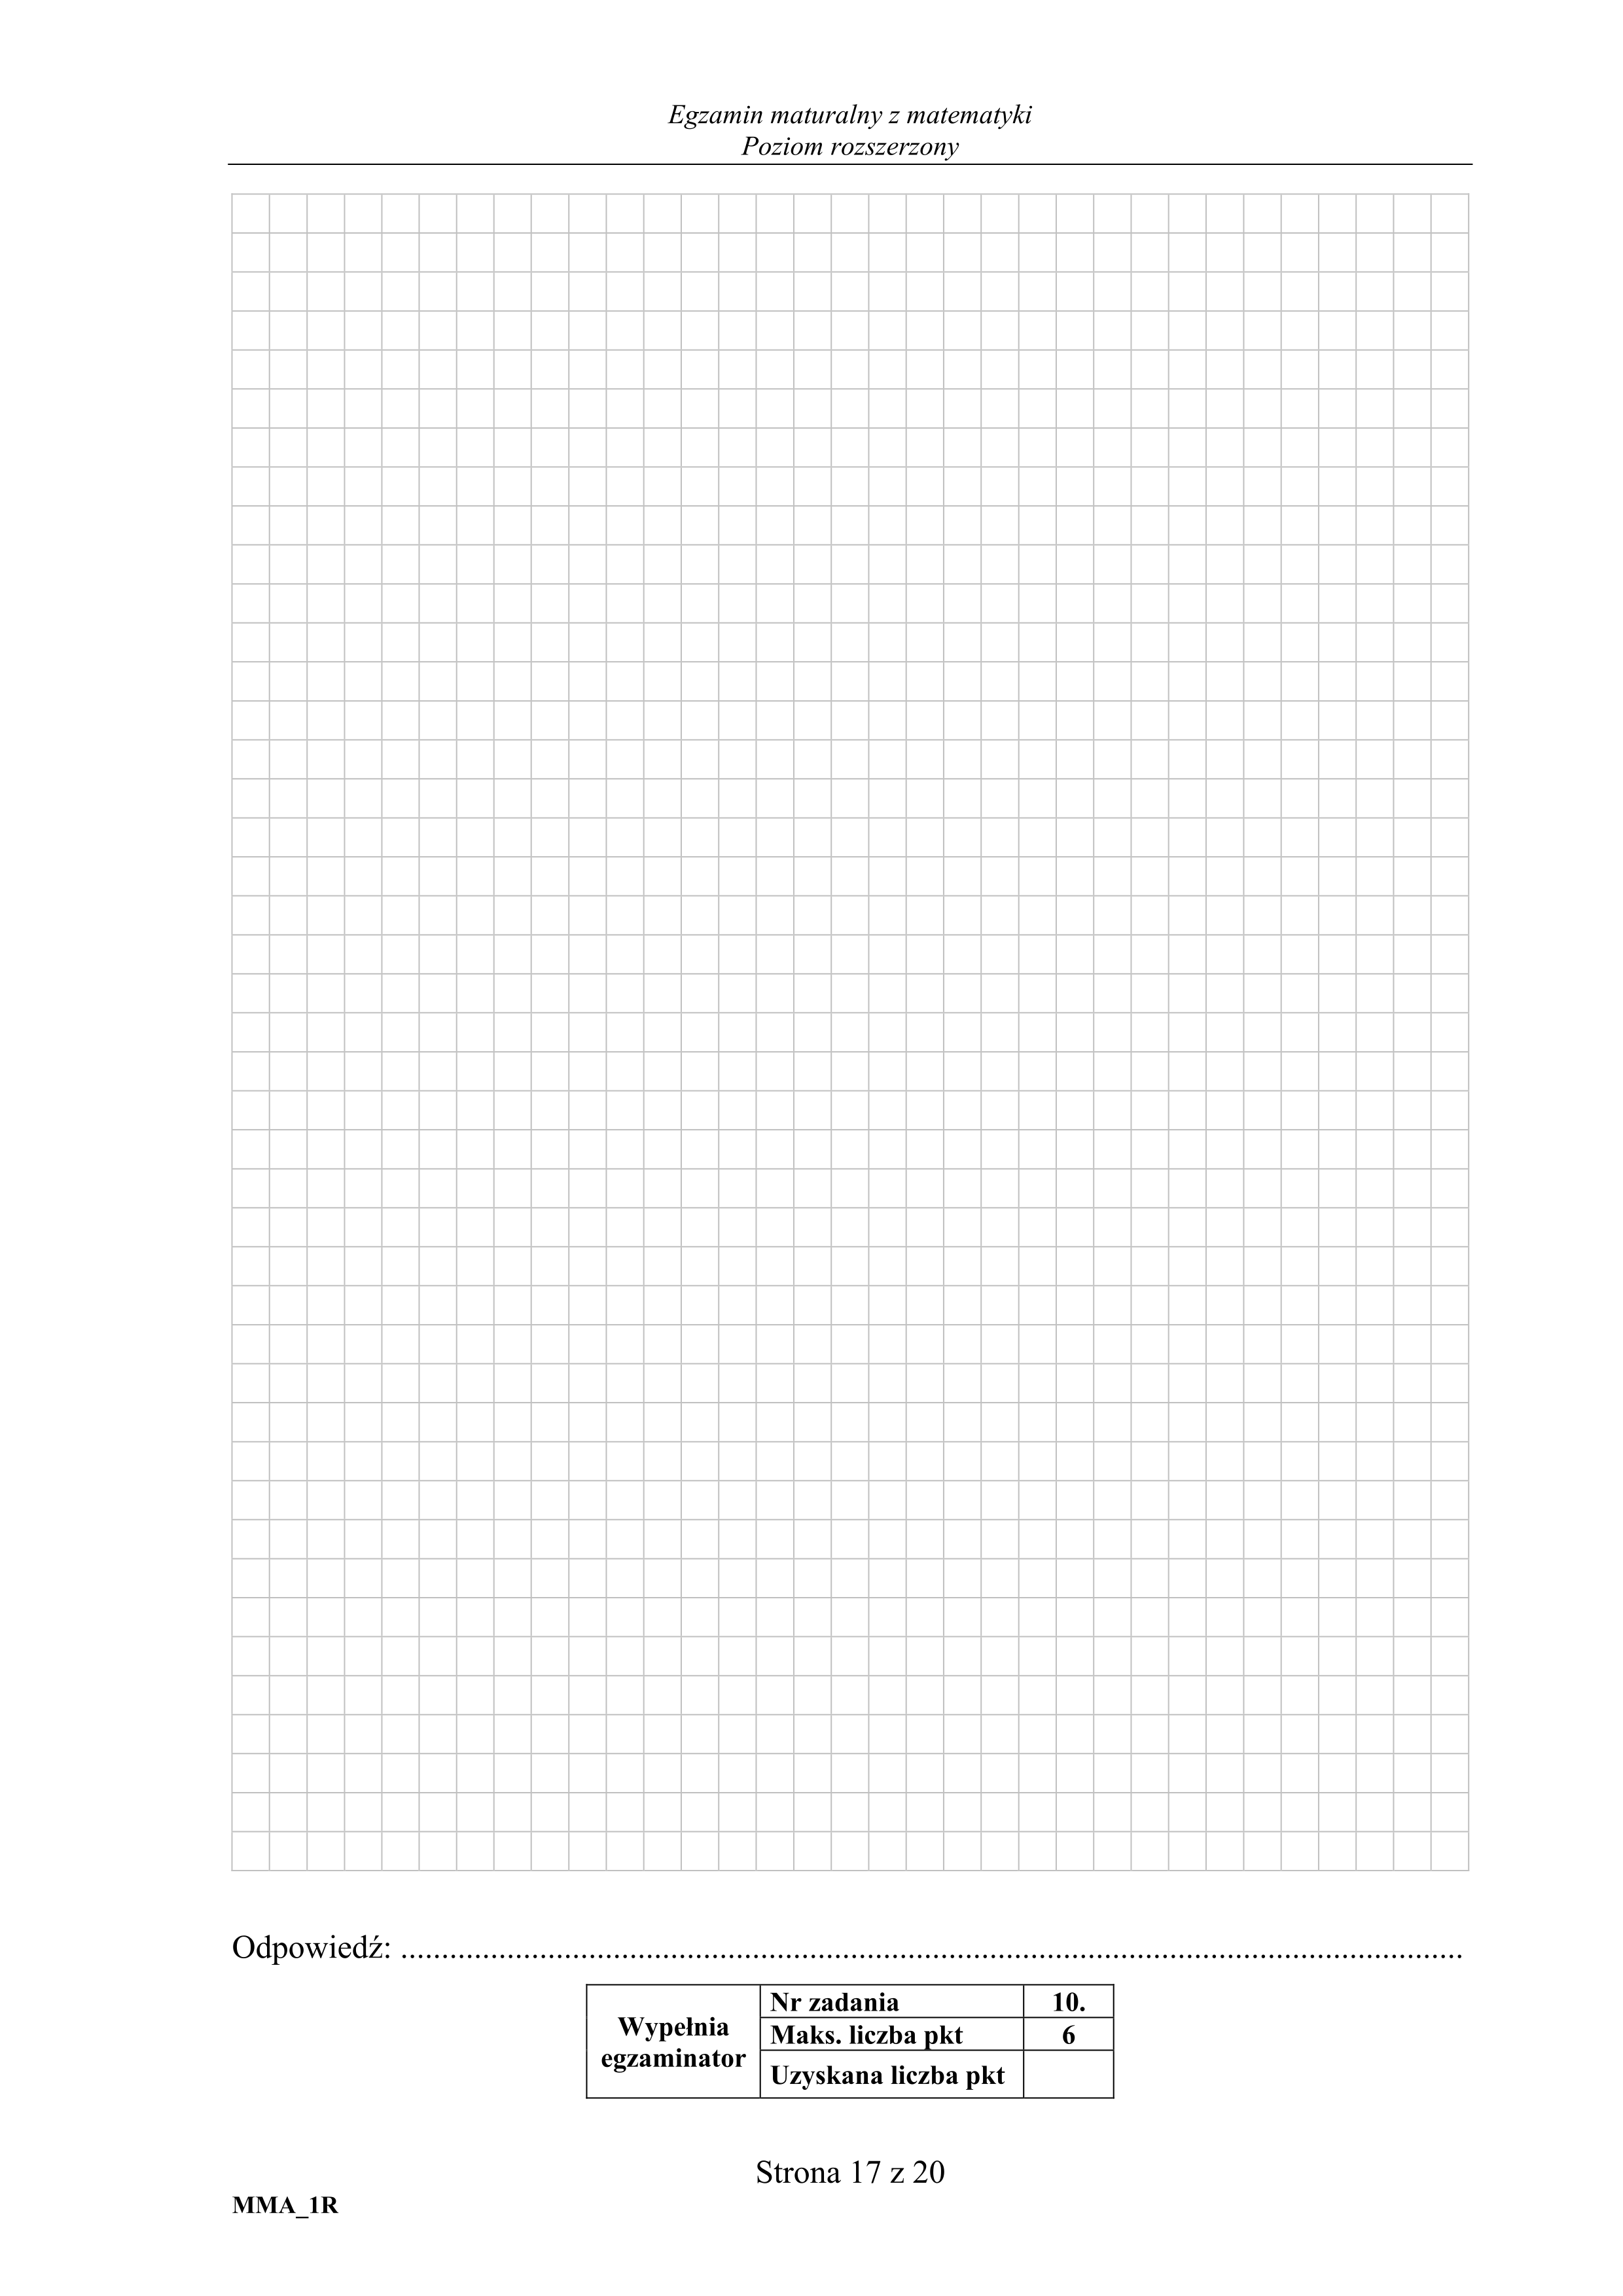 Egzamin maturalny z matematyki
Poziom rozszerzony
Odpowiedź: ..................................................................................................................................
Wypełnia
egzaminator
Nr zadania 10.
Maks. liczba pkt 6
Uzyskana liczba pkt
Strona 17 z 20
MMA_1R